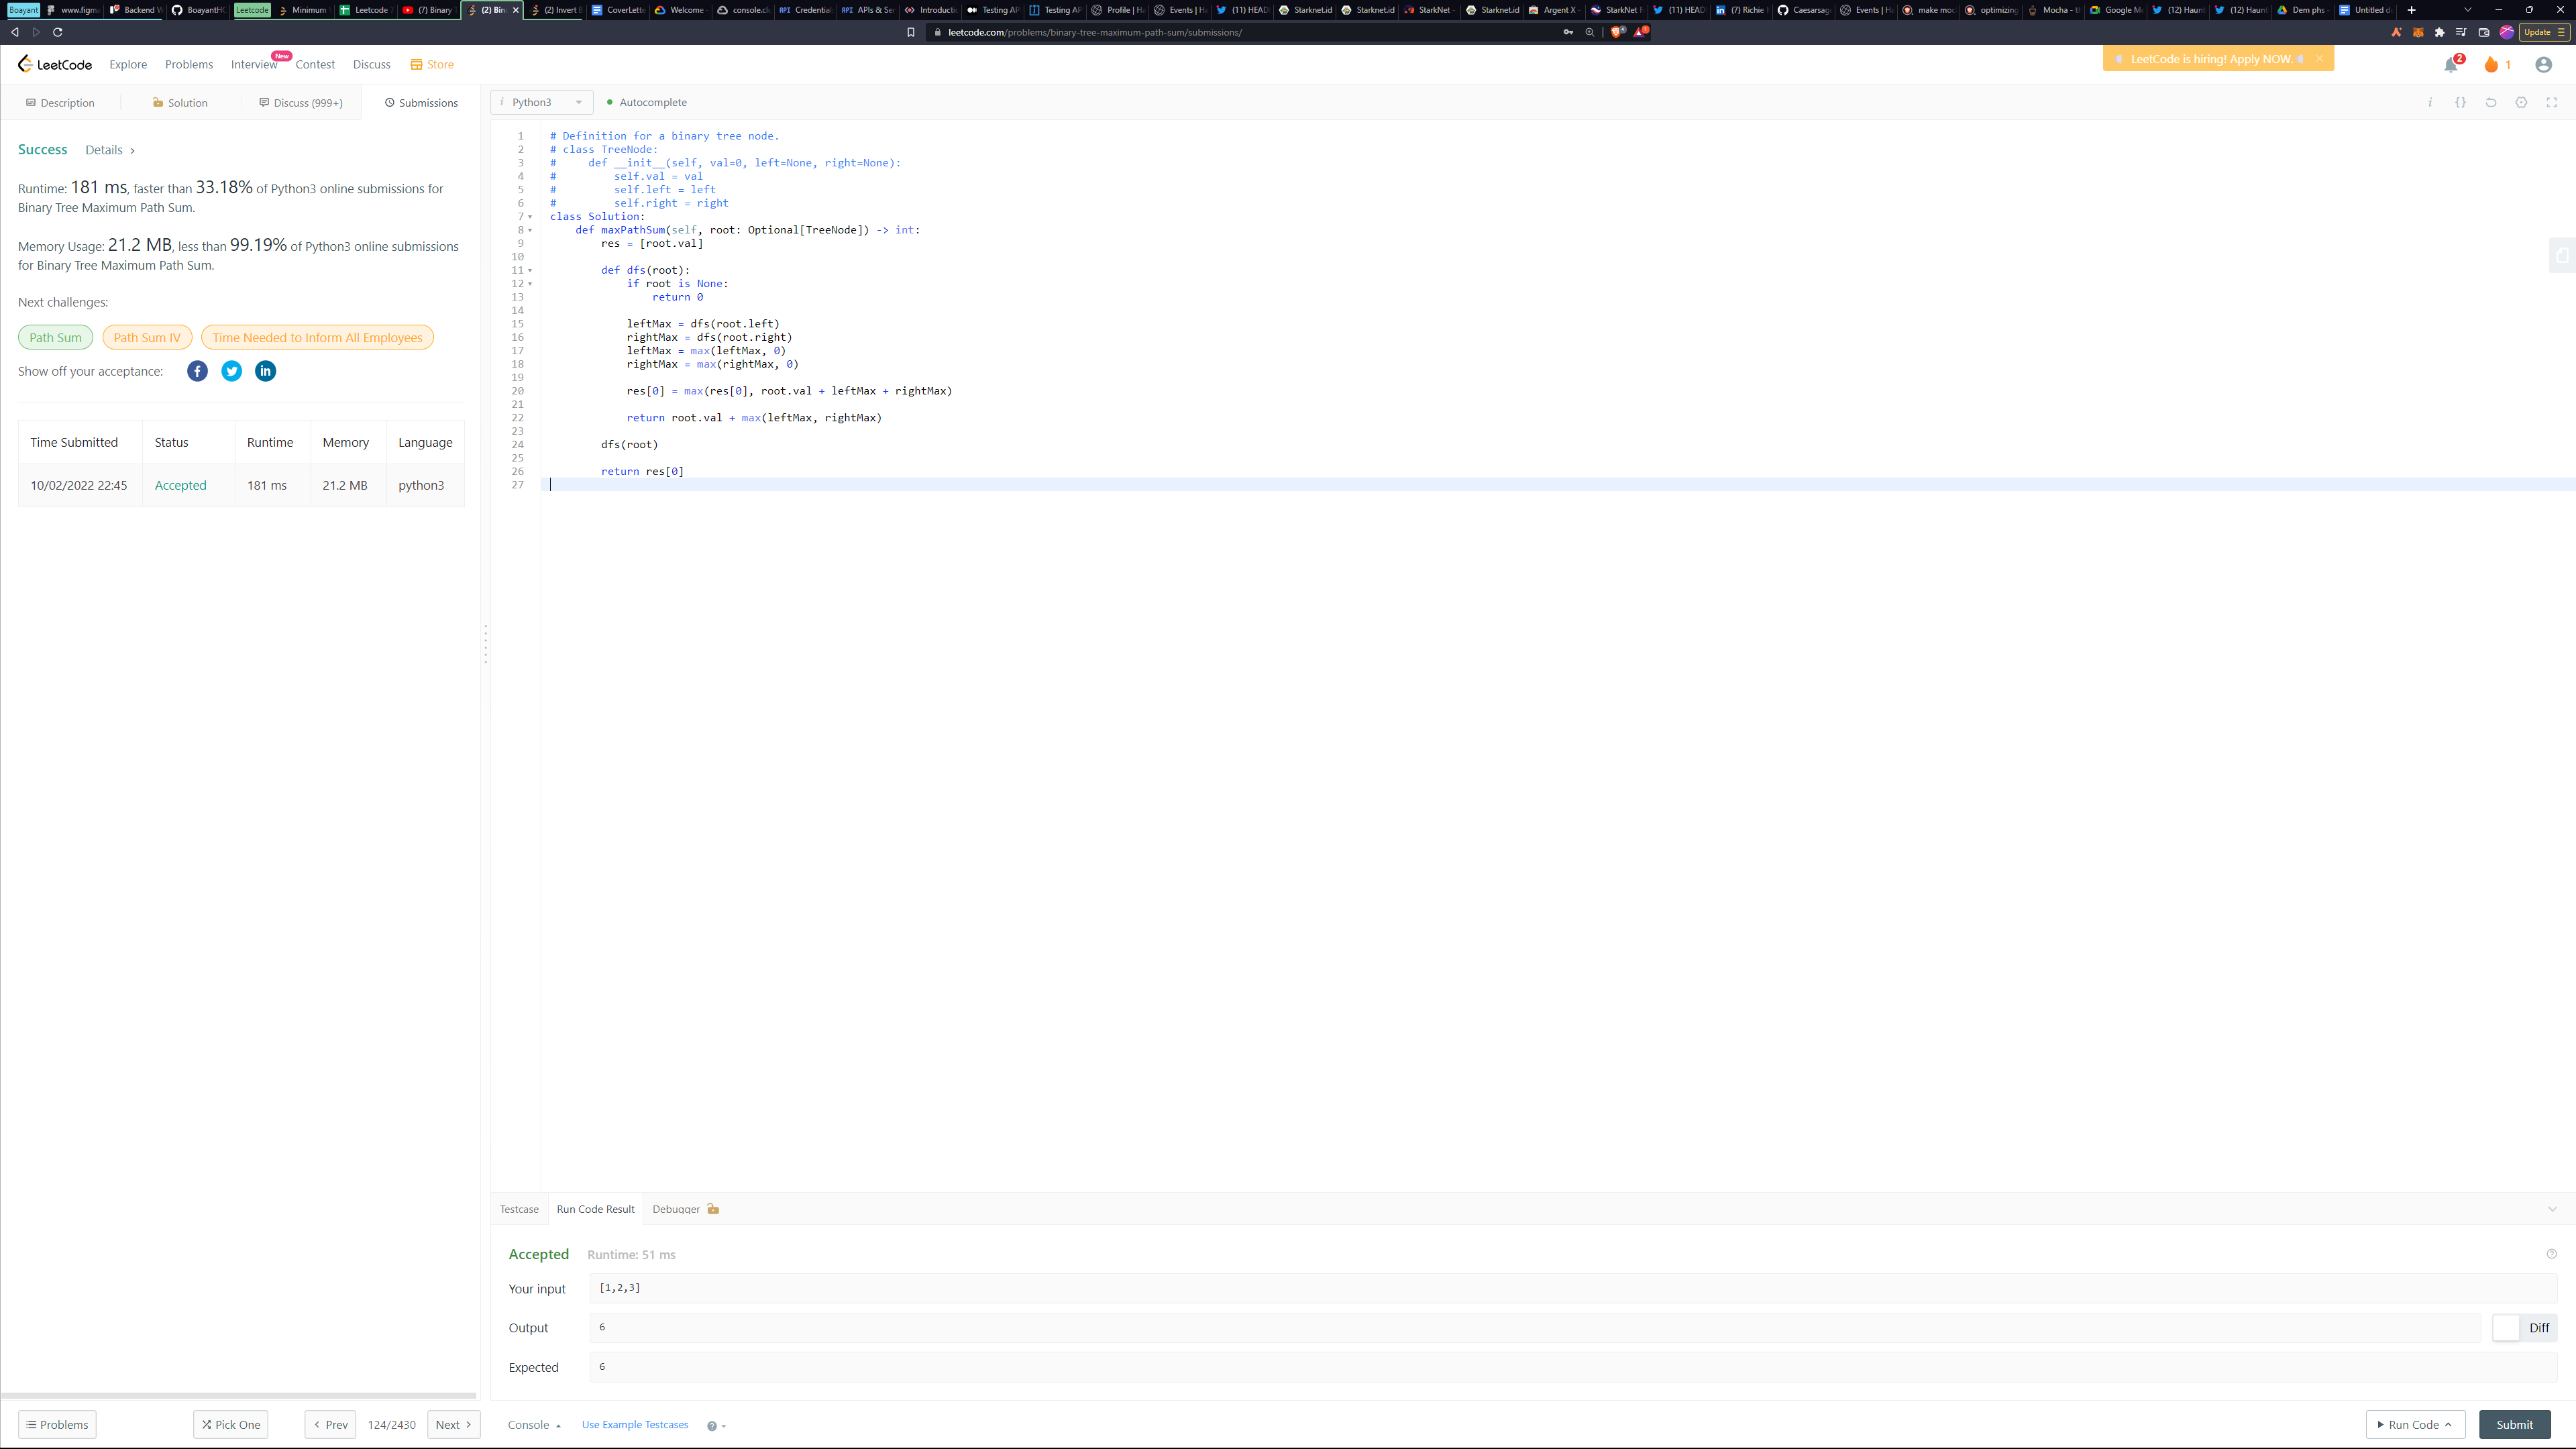 Boayant www.figm Backend W BoayantHC Leetcode Minimum Leetcode (7) Binary (2) Bin (2) Invert B CoverLette Welcome console.cl Credential APIs & Ser Introducti Testing AP Testing AP Profile | Ha Events | Ha (11) HEAD Starknet.id Starknet.id StarkNet Starknet.id Argent X StarkNet F (11) HEAD (7) Richie Caesarsag Events | Ha make moc optimizing Mocha - th Google Me (12) Haun (12) Haun Dem phs Untitled d
leetcode.com/problems/binary-tree-maximum-path-sum/submissions/ Update
LeetCode Explore Problems Interview New Contest Discuss Store LeetCode is hiring! Apply NOW. 2 1
Description Solution Discuss (999+) Submissions
i Python3 Autocomplete i {}
Success Details
Runtime: 181 ms, faster than 33.18% of Python3 online submissions for
Binary Tree Maximum Path Sum.
Memory Usage: 21.2 MB, less than 99.19% of Python3 online submissions
for Binary Tree Maximum Path Sum.
Next challenges:
Path Sum Path Sum IV Time Needed to Inform All Employees
Show off your acceptance:
Time Submitted Status Runtime Memory Language
10/02/2022 22:45 Accepted 181 ms 21.2 MB python3
1 # Definition for a binary tree node.
2 # class TreeNode:
3 #     def __init__(self, val=0, left=None, right=None):
4 #         self.val = val
5 #         self.left = left
6 #         self.right = right
7 class Solution:
8     def maxPathSum(self, root: Optional[TreeNode]) -> int:
9         res = [root.val]
10
11         def dfs(root):
12             if root is None:
13                 return 0
14
15             leftMax = dfs(root.left)
16             rightMax = dfs(root.right)
17             leftMax = max(leftMax, 0)
18             rightMax = max(rightMax, 0)
19
20             res[0] = max(res[0], root.val + leftMax + rightMax)
21
22             return root.val + max(leftMax, rightMax)
23
24         dfs(root)
25
26         return res[0]
27
Testcase Run Code Result Debugger
Accepted Runtime: 51 ms
Your input [1,2,3]
Output 6 Diff
Expected 6
Problems Pick One Prev 124/2430 Next
Console Use Example Testcases Run Code Submit